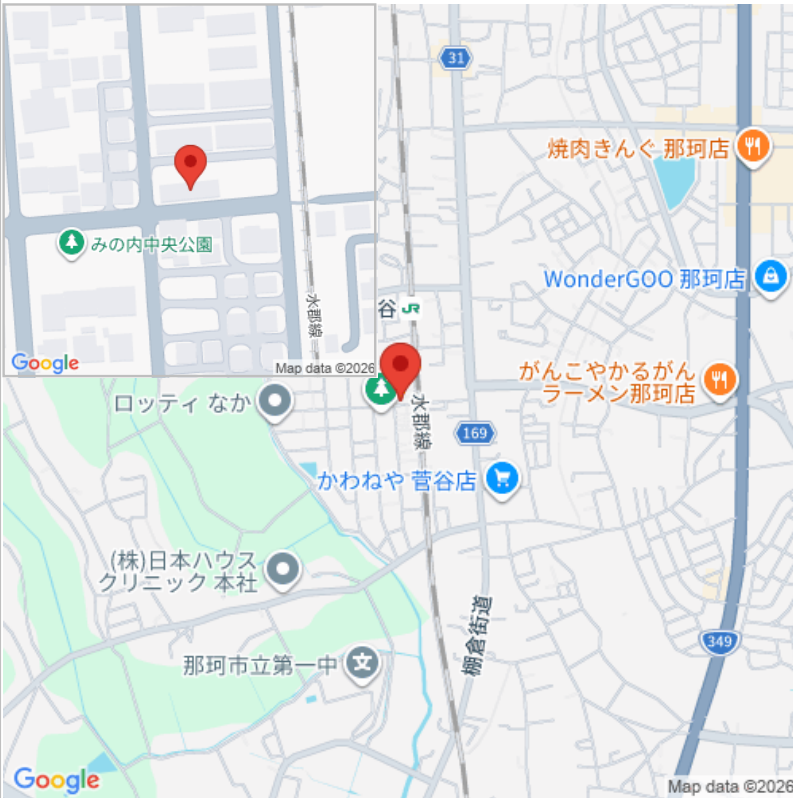 みの内中央公園
水郡線
Google
Map data ©2026
31
焼肉きんぐ 那珂店
WonderGOO 那珂店
谷
JR
がんこやかるがん
ラーメン那珂店
ロッティ なか
水郡線
169
かわねや 菅谷店
(株)日本ハウス
クリニック 本社
棚倉街道
349
那珂市立第一中
文
Google
Map data ©2026